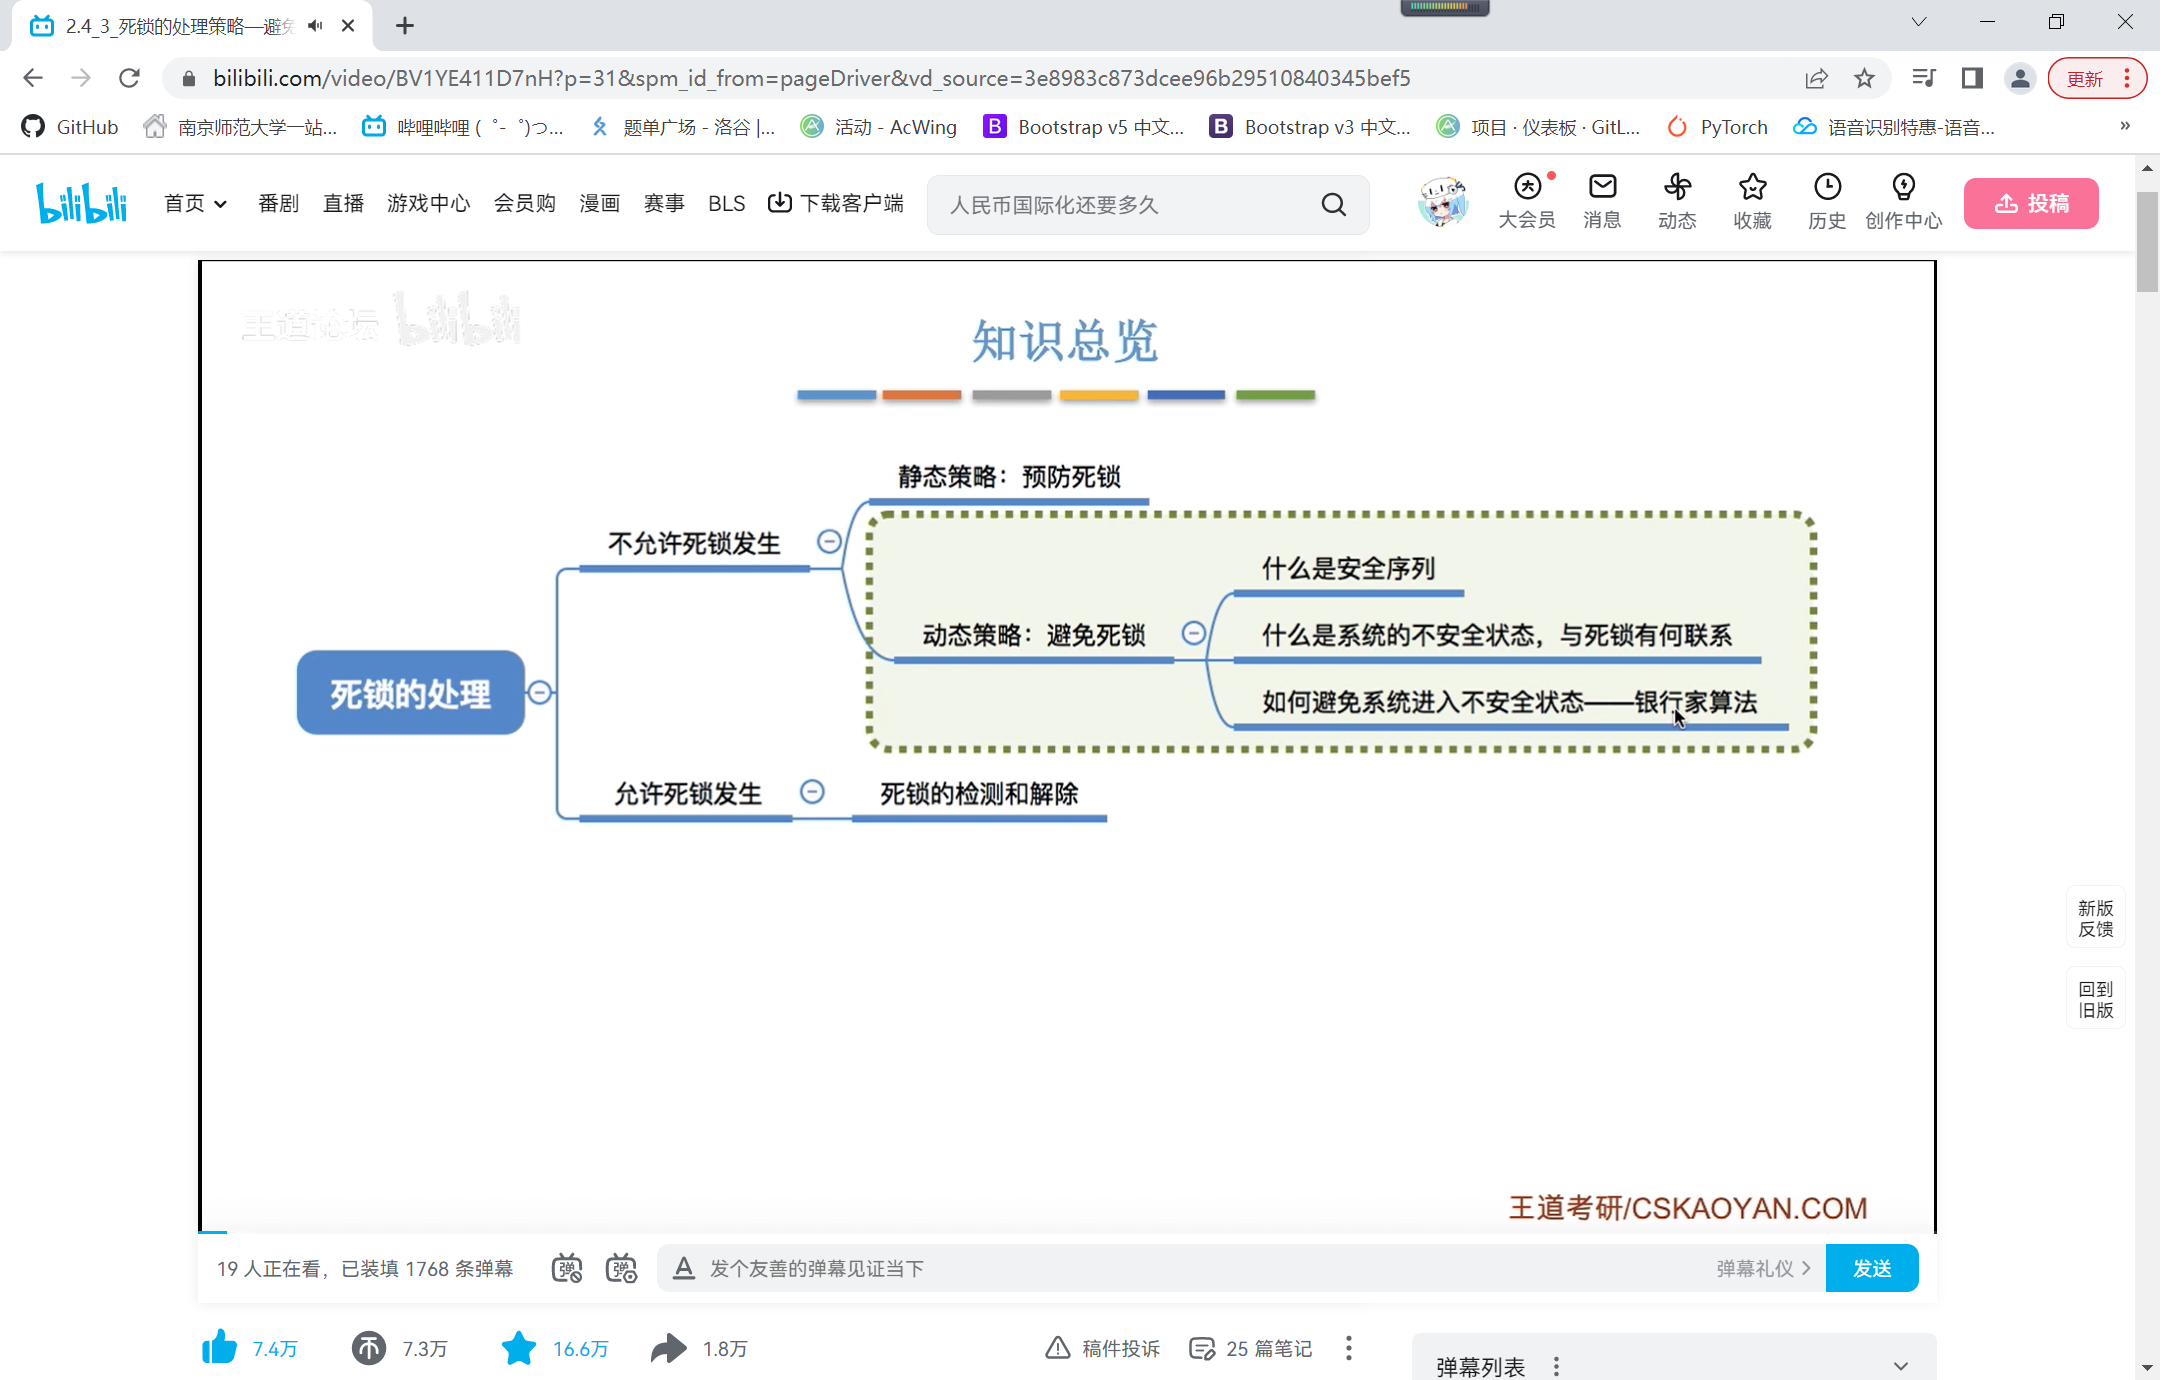 2.4_3_死锁的处理策略—避免
bilibili.com/video/BV1YE411D7nH?p=31&spm_id_from=pageDriver&vd_source=3e8983c873dcee96b29510840345bef5
更新
GitHub
南京师范大学一站...
哔哩哔哩 (゜-゜)つ...
题单广场 - 洛谷 |...
活动 - AcWing
Bootstrap v5 中文...
Bootstrap v3 中文...
项目 · 仪表板 · GitL...
PyTorch
语音识别特惠-语音...
»
bilibili
首页
番剧
直播
游戏中心
会员购
漫画
赛事
BLS
下载客户端
人民币国际化还要多久
大会员
消息
动态
收藏
历史
创作中心
投稿
王道论坛 bilibili
知识总览
静态策略：预防死锁
不允许死锁发生
什么是安全序列
动态策略：避免死锁
什么是系统的不安全状态，与死锁有何联系
死锁的处理
如何避免系统进入不安全状态——银行家算法
允许死锁发生
死锁的检测和解除
新版
反馈
回到
旧版
王道考研/CSKAOYAN.COM
19 人正在看，已装填 1768 条弹幕
发个友善的弹幕见证当下
弹幕礼仪
发送
7.4万
7.3万
16.6万
1.8万
稿件投诉
25 篇笔记
弹幕列表